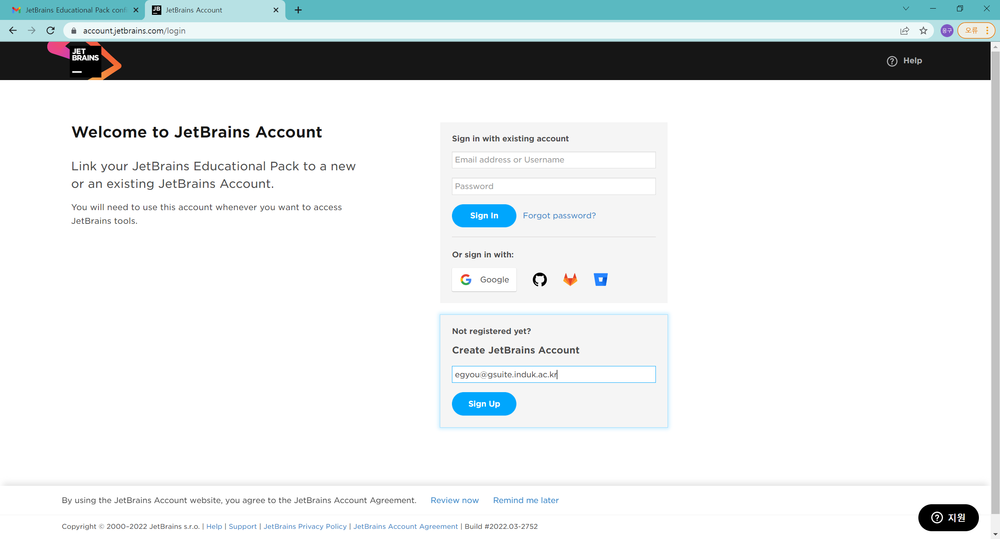 JetBrains Educational Pack confi
JetBrains Account
account.jetbrains.com/login
응구
오류
JET
BRAINS
Help
Welcome to JetBrains Account
Link your JetBrains Educational Pack to a new
or an existing JetBrains Account.
You will need to use this account whenever you want to access
JetBrains tools.
Sign in with existing account
Email address or Username
Password
Sign In
Forgot password?
Or sign in with:
Google
Not registered yet?
Create JetBrains Account
egyou@gsuite.induk.ac.kr
Sign Up
By using the JetBrains Account website, you agree to the JetBrains Account Agreement. Review now Remind me later
지원
Copyright © 2000–2022 JetBrains s.r.o. | Help | Support | JetBrains Privacy Policy | JetBrains Account Agreement | Build #2022.03-2752